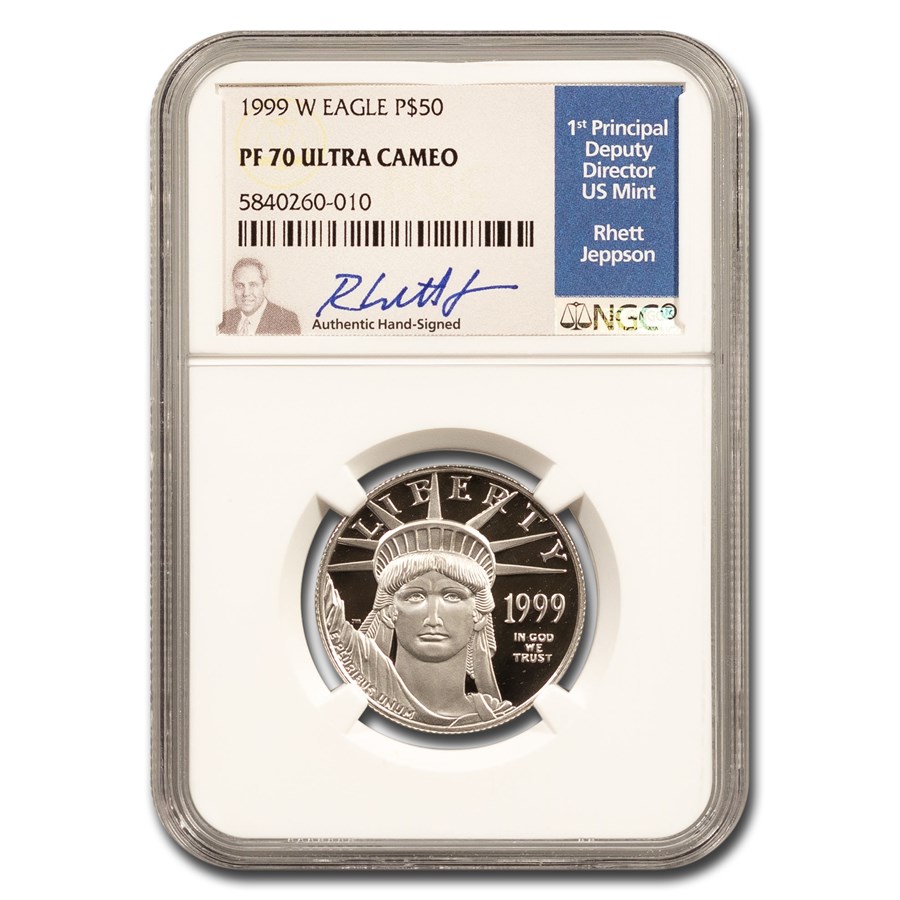 1999 W EAGLE P$50
PF 70 ULTRA CAMEO
5840260-010
Authentic Hand-Signed
1st Principal
Deputy
Director
US Mint
Rhett
Jeppson
NGC®
LIBERTY
1999
IN GOD
WE
TRUST
E PLURIBUS UNUM